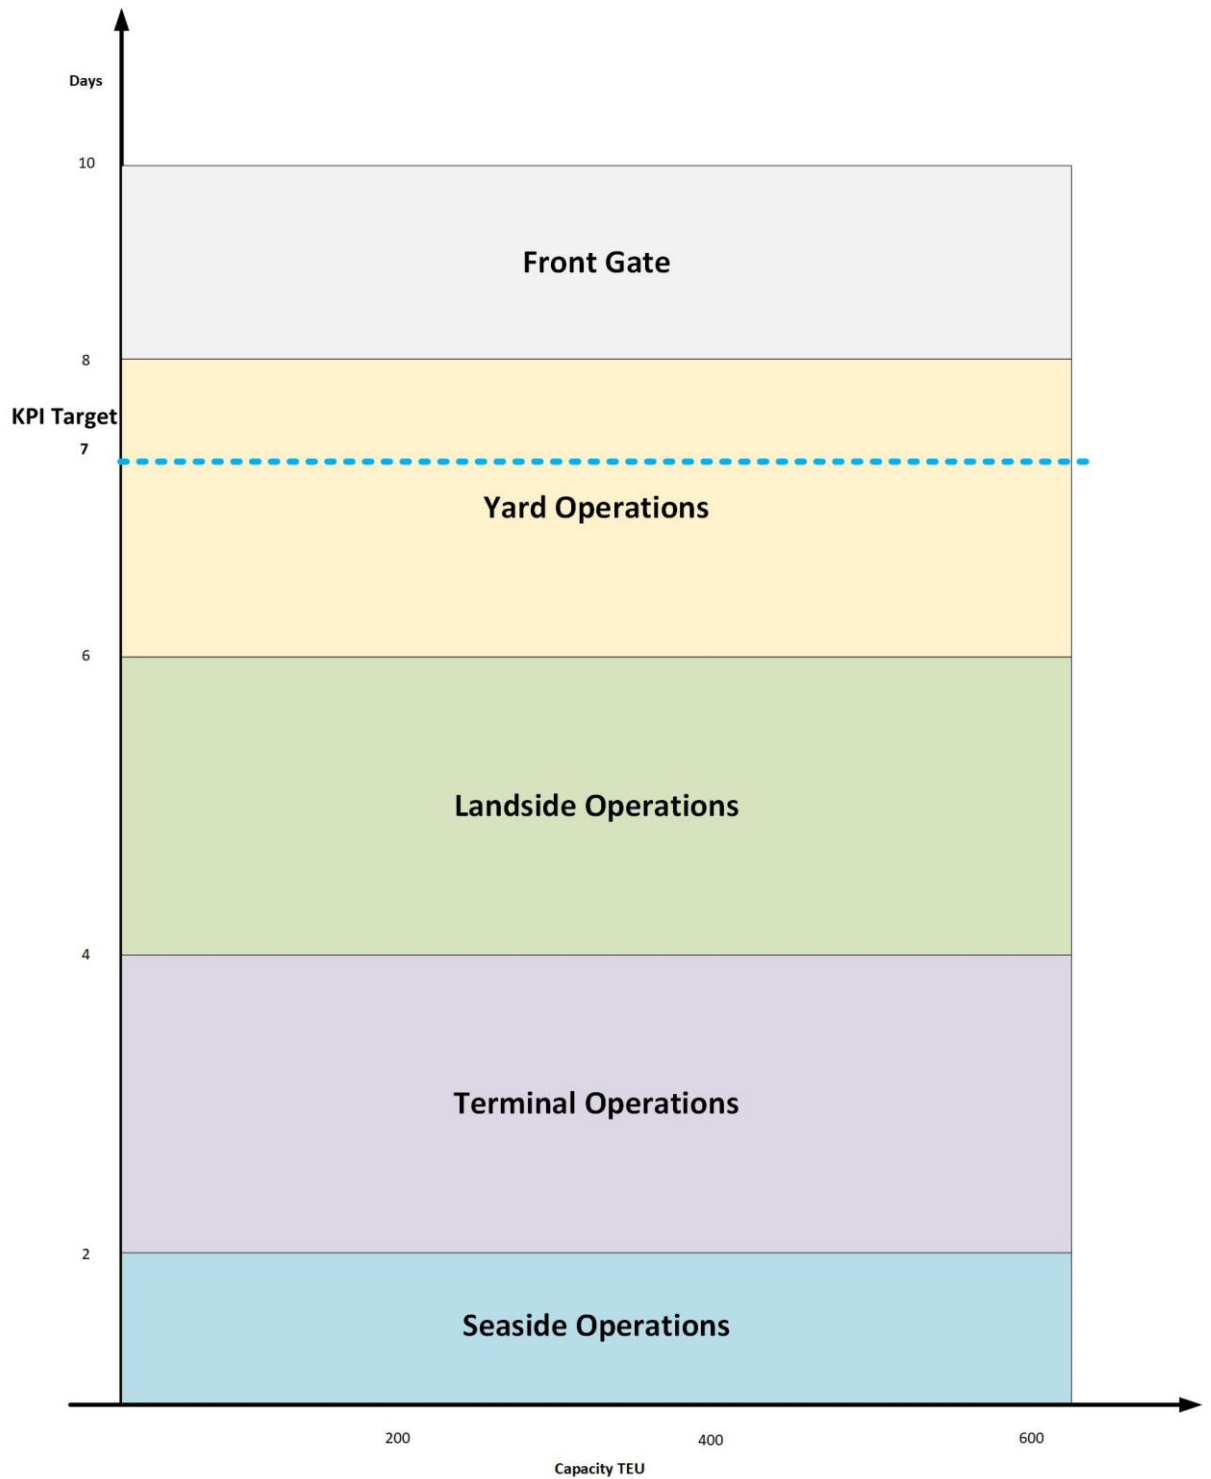 Days
10
Front Gate
8
KPI Target
7
Yard Operations
6
Landside Operations
4
Terminal Operations
2
Seaside Operations
200
400
600
Capacity TEU